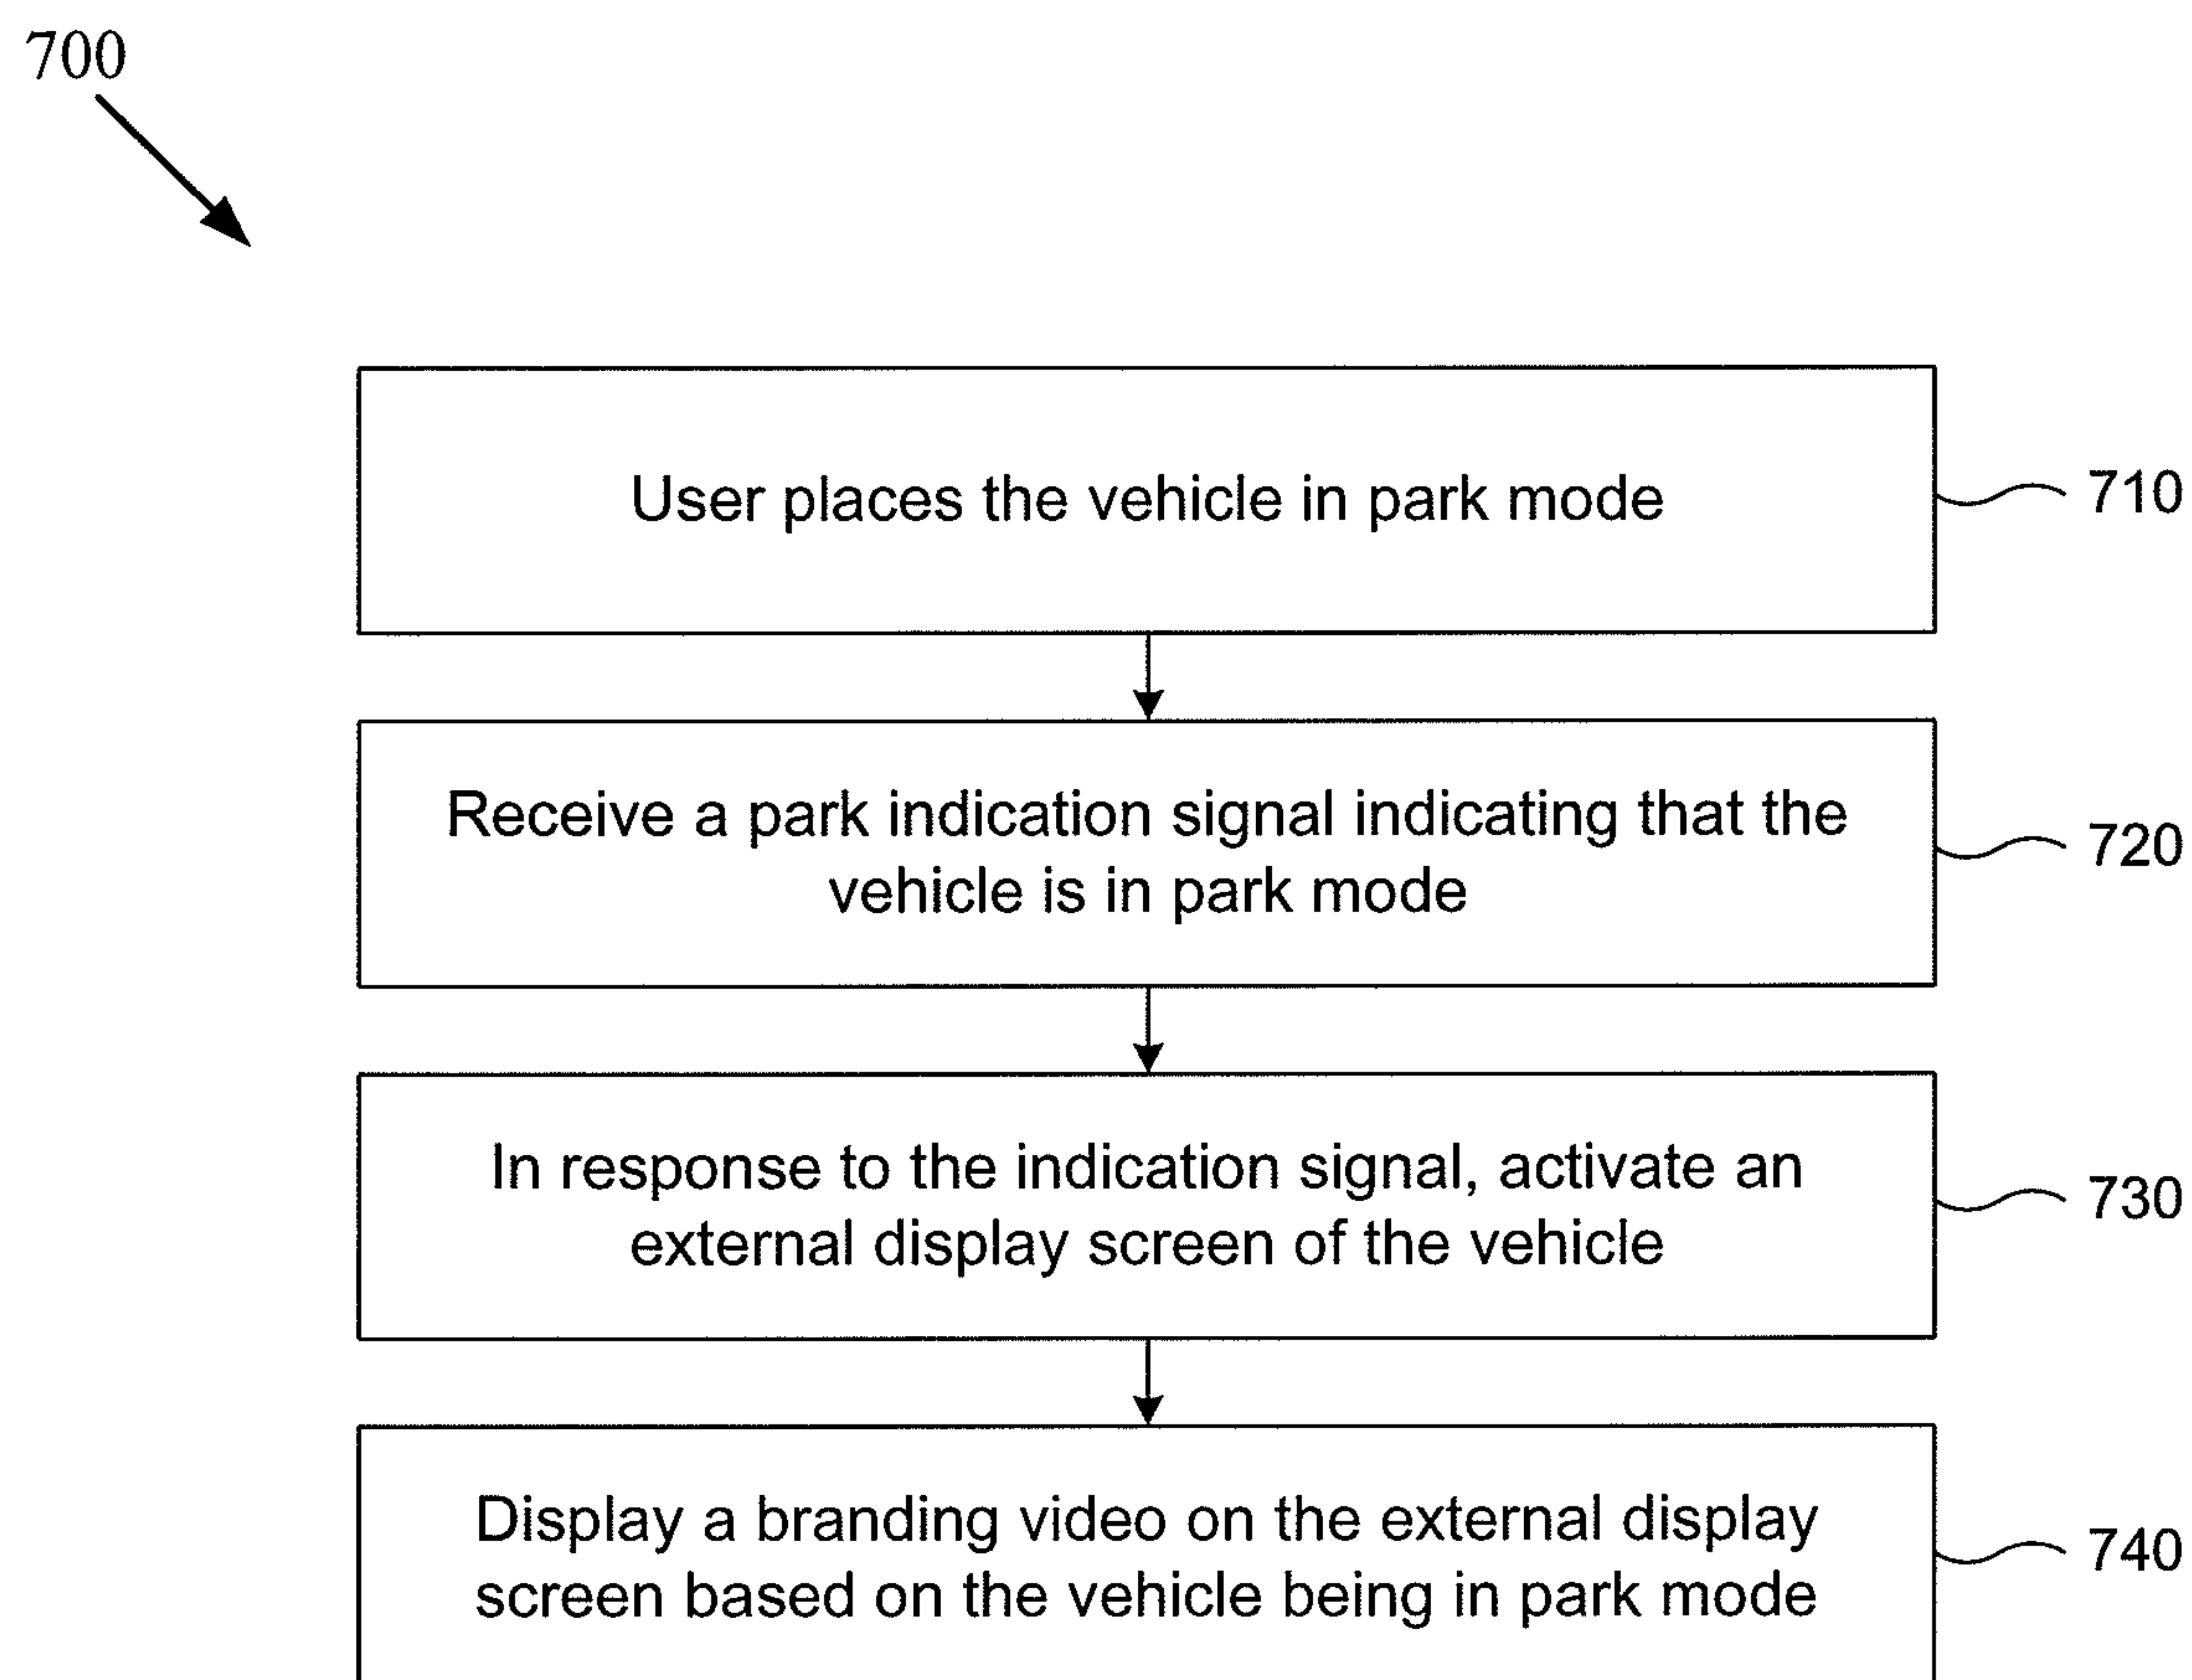 700
User places the vehicle in park mode
710
Receive a park indication signal indicating that the
vehicle is in park mode
720
In response to the indication signal, activate an
external display screen of the vehicle
730
Display a branding video on the external display
screen based on the vehicle being in park mode
740